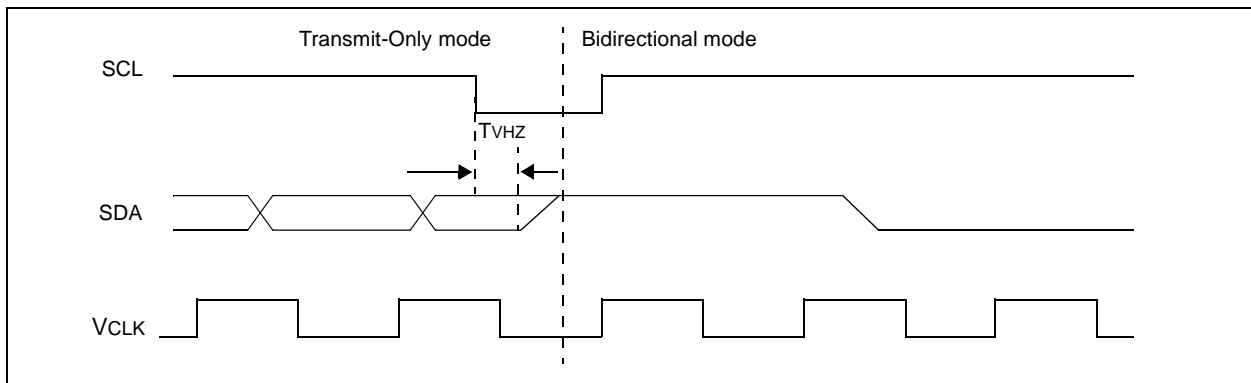 Transmit-Only mode
Bidirectional mode
SCL
TVHZ
SDA
VCLK